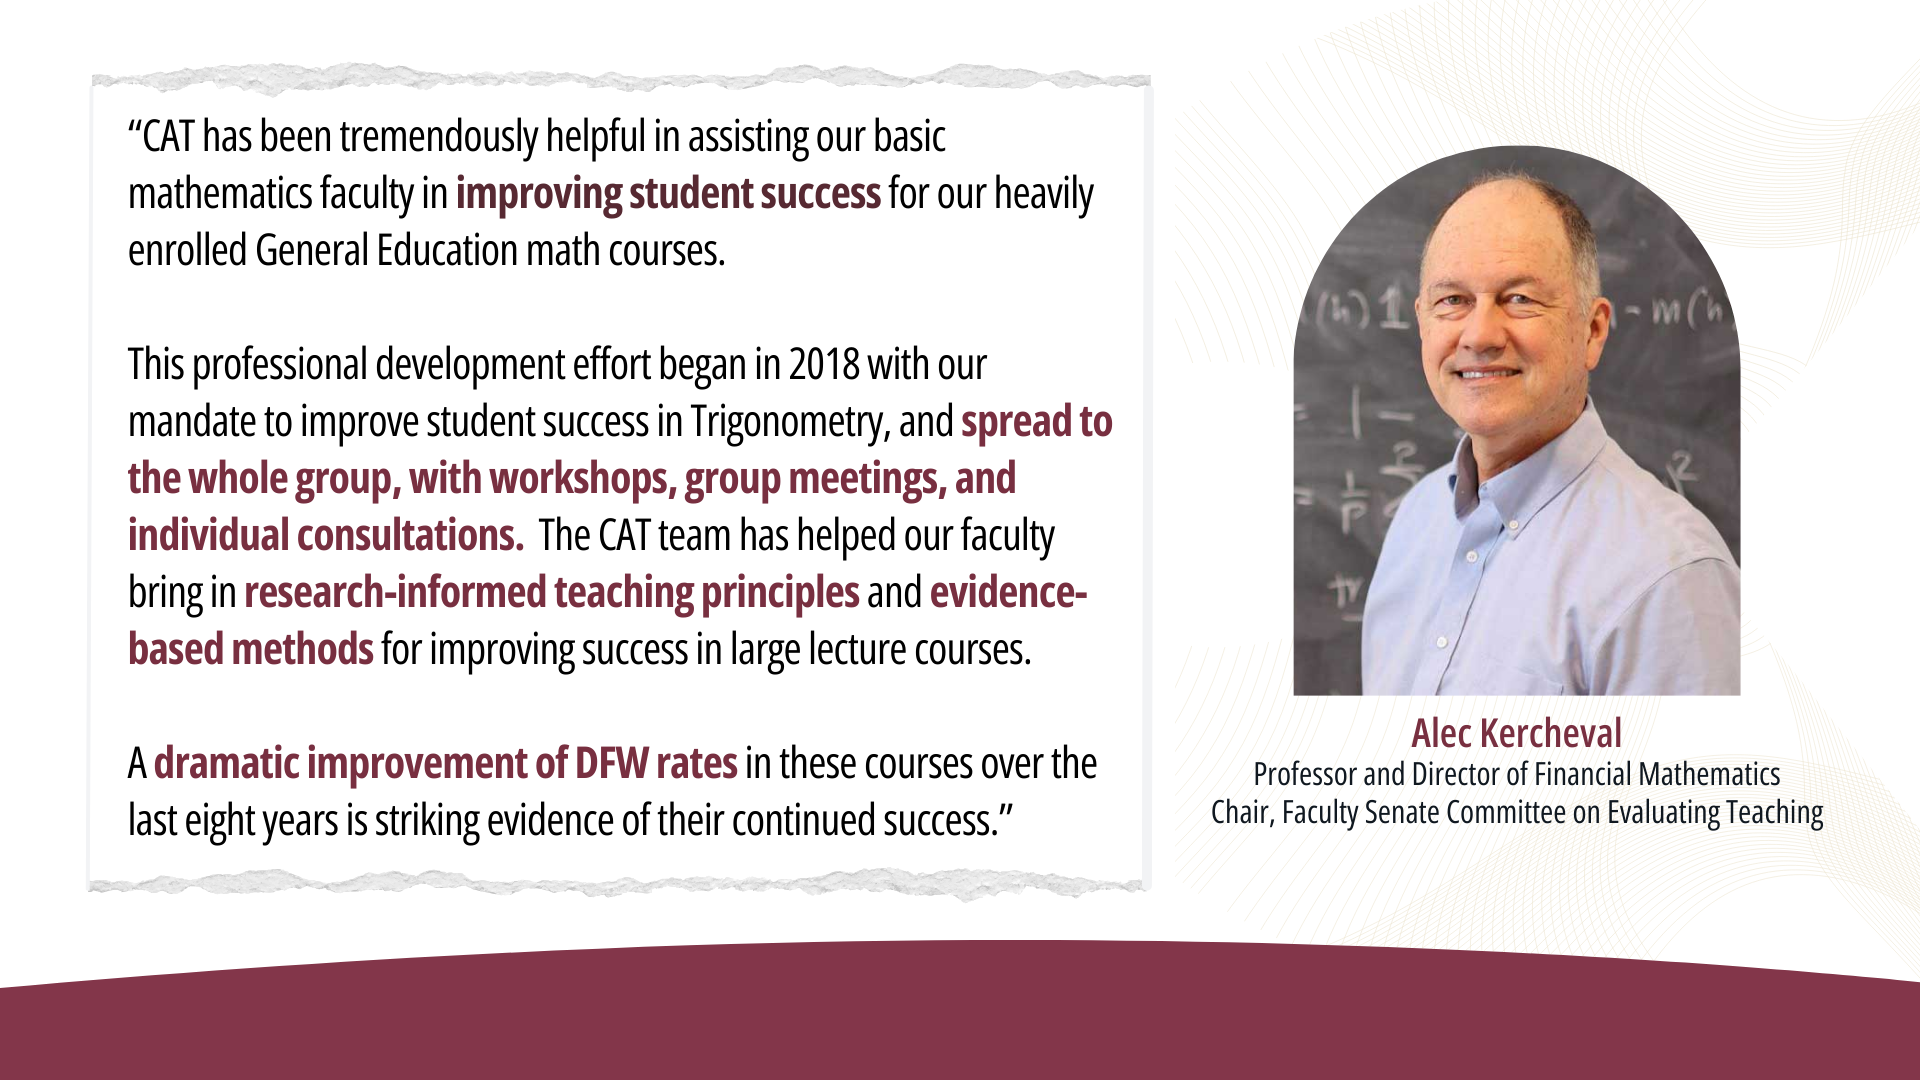 “CAT has been tremendously helpful in assisting our basic
mathematics faculty in improving student success for our heavily
enrolled General Education math courses.
This professional development effort began in 2018 with our
mandate to improve student success in Trigonometry, and spread to
the whole group, with workshops, group meetings, and
individual consultations. The CAT team has helped our faculty
bring in research-informed teaching principles and evidence-
based methods for improving success in large lecture courses.
A dramatic improvement of DFW rates in these courses over the
last eight years is striking evidence of their continued success.”
(h) 1
- m(h
= 1 -
= 1/P
2
Alec Kercheval
Professor and Director of Financial Mathematics
Chair, Faculty Senate Committee on Evaluating Teaching